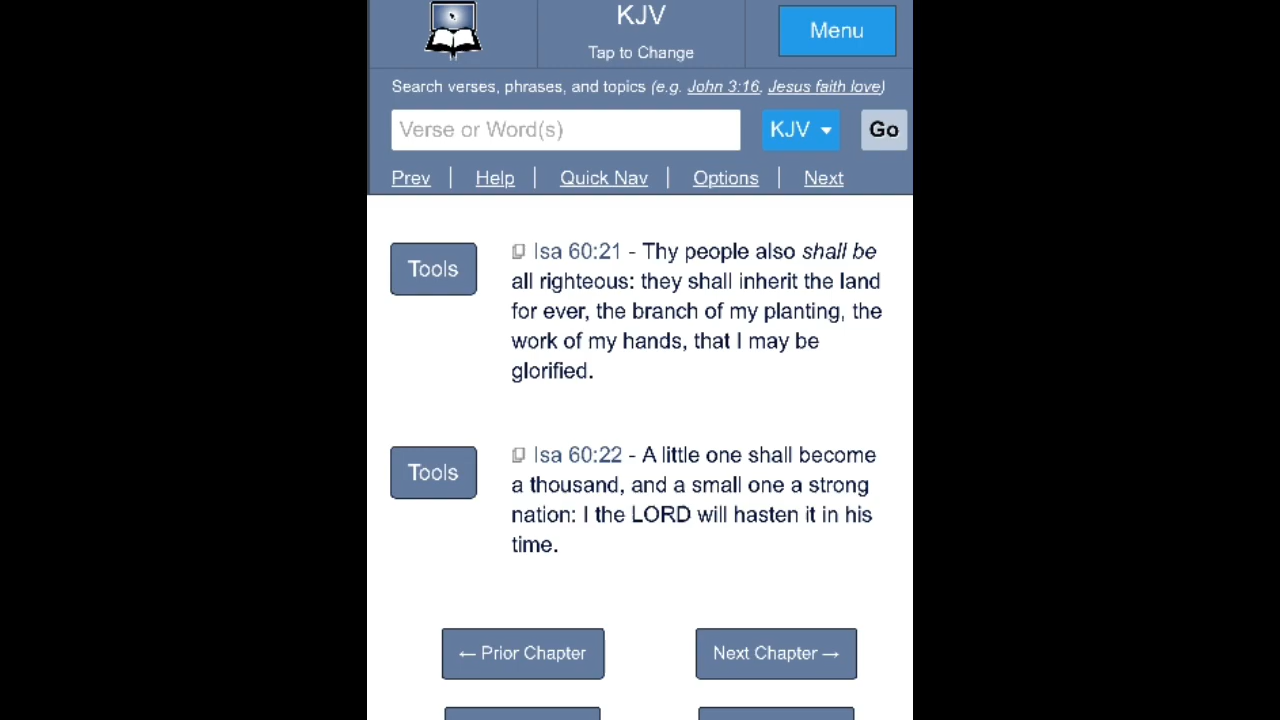 KJV
Tap to Change
Menu
Search verses, phrases, and topics (e.g. John 3:16, Jesus faith love)
Verse or Word(s)
KJV
Go
Prev | Help | Quick Nav | Options | Next
Tools
Isa 60:21 - Thy people also shall be
all righteous: they shall inherit the land
for ever, the branch of my planting, the
work of my hands, that I may be
glorified.
Tools
Isa 60:22 - A little one shall become
a thousand, and a small one a strong
nation: I the LORD will hasten it in his
time.
← Prior Chapter
Next Chapter →